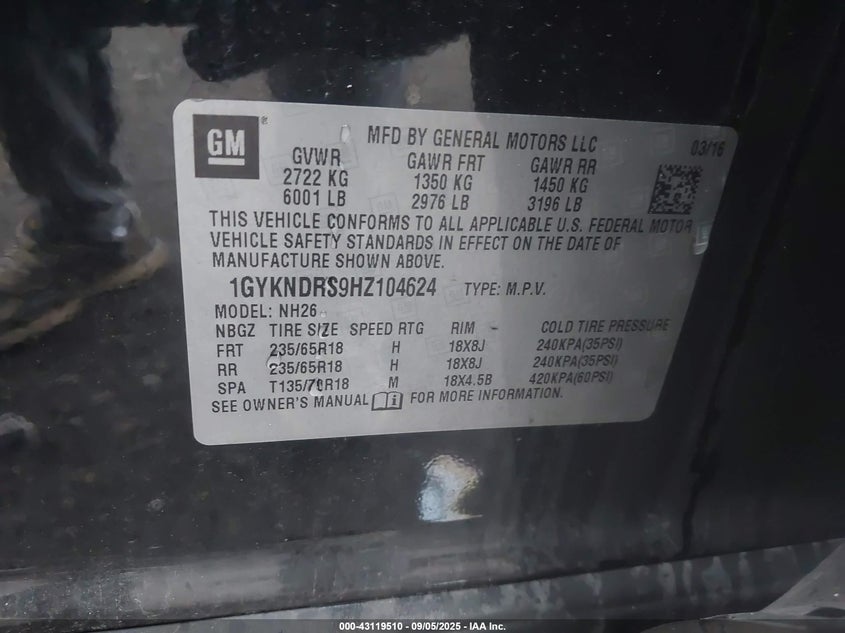 GM®
MFD BY GENERAL MOTORS LLC 03/16
GVWR GAWR FRT GAWR RR
2722 KG 1350 KG 1450 KG
6001 LB 2976 LB 3196 LB
THIS VEHICLE CONFORMS TO ALL APPLICABLE U.S. FEDERAL MOTOR
VEHICLE SAFETY STANDARDS IN EFFECT ON THE DATE OF
MANUFACTURE SHOWN ABOVE.
1GYKNDRS9HZ104624 TYPE: M.P.V.
MODEL: NH26
NBGZ TIRE SIZE SPEED RTG RIM COLD TIRE PRESSURE
FRT 235/65R18 H 18X8J 240KPA(35PSI)
RR 235/65R18 H 18X8J 240KPA(35PSI)
SPA T135/70R18 M 18X4.5B 420KPA(60PSI)
SEE OWNER'S MANUAL FOR MORE INFORMATION.
000-43119510 - 09/05/2025 - IAA Inc.